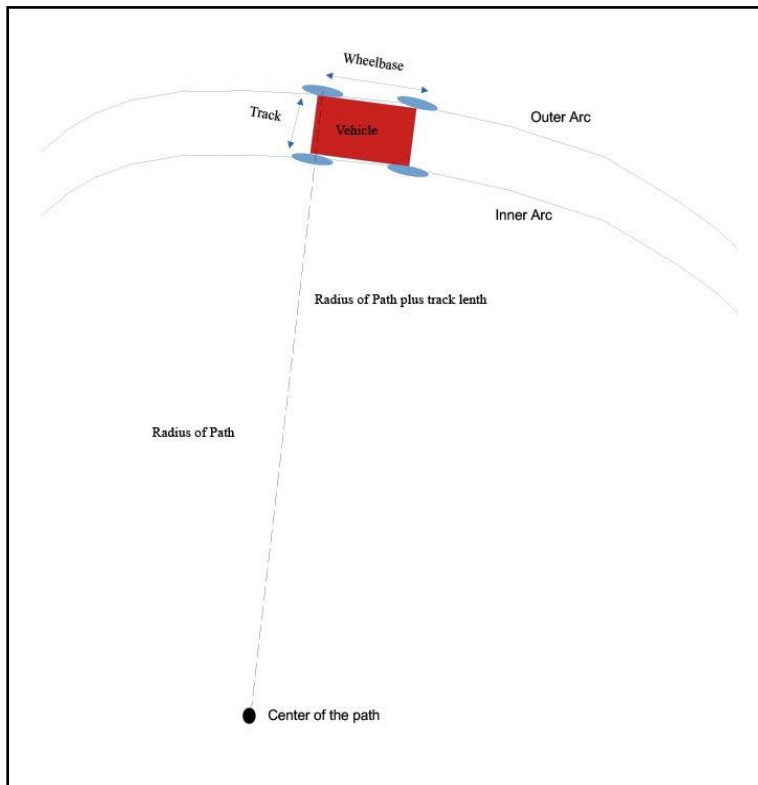 Wheelbase
Track
Vehicle
Outer Arc
Inner Arc
Radius of Path plus track lenth
Radius of Path
Center of the path